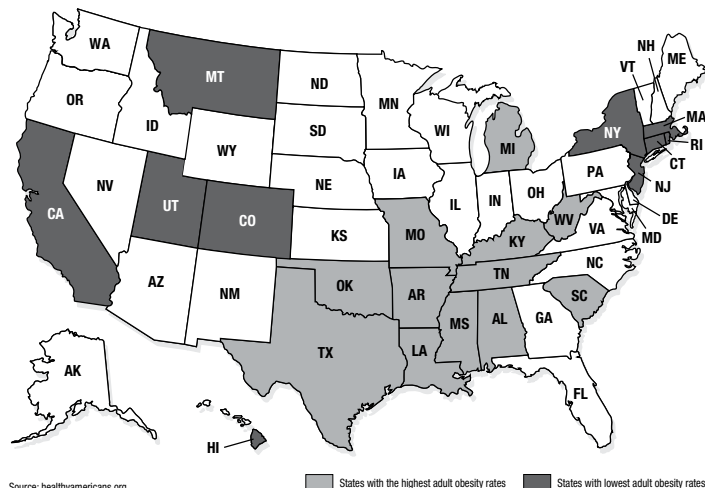 WA
MT
ND
MN
OR
ID
SD
WI
MI
WY
NY
VT
NH
ME
MA
RI
CT
NJ
DE
MD
PA
IA
NE
NV
UT
CO
CA
IL
IN
OH
WV
VA
KS
MO
KY
NC
TN
SC
AZ
NM
OK
AR
MS
AL
GA
TX
LA
FL
AK
HI
Source: healthyamericans.org
States with the highest adult obesity rates
States with lowest adult obesity rates